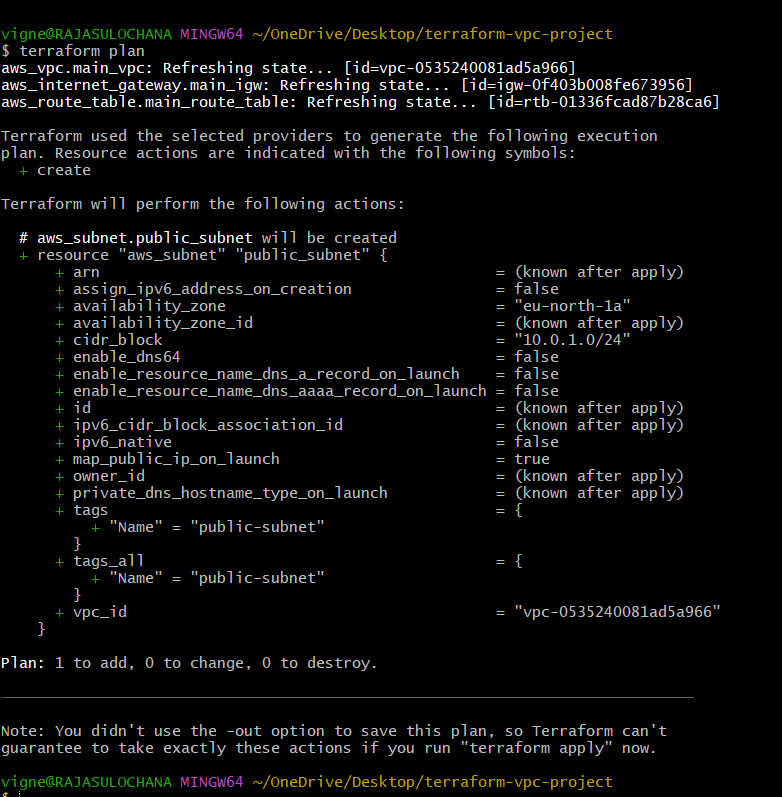 vigne@RAJASULOCHANA MINGW64 ~/OneDrive/Desktop/terraform-vpc-project
$ terraform plan
aws_vpc.main_vpc: Refreshing state... [id=vpc-0535240081ad5a966]
aws_internet_gateway.main_igw: Refreshing state... [id=igw-0f403b008fe673956]
aws_route_table.main_route_table: Refreshing state... [id=rtb-01336fcad87b28ca6]
Terraform used the selected providers to generate the following execution
plan. Resource actions are indicated with the following symbols:
  + create
Terraform will perform the following actions:
  # aws_subnet.public_subnet will be created
  + resource "aws_subnet" "public_subnet" {
      + arn                                            = (known after apply)
      + assign_ipv6_address_on_creation                = false
      + availability_zone                              = "eu-north-1a"
      + availability_zone_id                           = (known after apply)
      + cidr_block                                     = "10.0.1.0/24"
      + enable_dns64                                   = false
      + enable_resource_name_dns_a_record_on_launch    = false
      + enable_resource_name_dns_aaaa_record_on_launch = false
      + id                                             = (known after apply)
      + ipv6_cidr_block_association_id                 = (known after apply)
      + ipv6_native                                    = false
      + map_public_ip_on_launch                        = true
      + owner_id                                       = (known after apply)
      + private_dns_hostname_type_on_launch            = (known after apply)
      + tags                                           = {
          + "Name" = "public-subnet"
        }
      + tags_all                                       = {
          + "Name" = "public-subnet"
        }
      + vpc_id                                         = "vpc-0535240081ad5a966"
    }
Plan: 1 to add, 0 to change, 0 to destroy.
Note: You didn't use the -out option to save this plan, so Terraform can't
guarantee to take exactly these actions if you run "terraform apply" now.
vigne@RAJASULOCHANA MINGW64 ~/OneDrive/Desktop/terraform-vpc-project
$